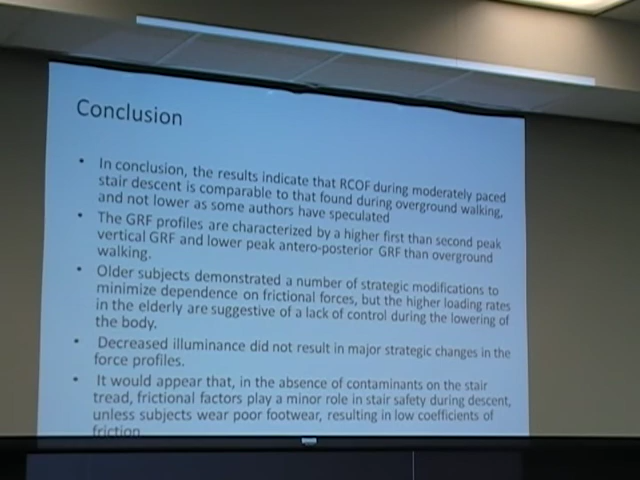 Conclusion
• In conclusion, the results indicate that RCOF during moderately paced
stair descent is comparable to that found during overground walking,
and not lower as some authors have speculated
• The GRF profiles are characterized by a higher first than second peak
vertical GRF and lower peak antero-posterior GRF than overground
walking.
• Older subjects demonstrated a number of strategic modifications to
minimize dependence on frictional forces, but the higher loading rates
in the elderly are suggestive of a lack of control during the lowering of
the body.
• Decreased illuminance did not result in major strategic changes in the
force profiles.
• It would appear that, in the absence of contaminants on the stair
tread, frictional factors play a minor role in stair safety during descent,
unless subjects wear poor footwear, resulting in low coefficients of
friction